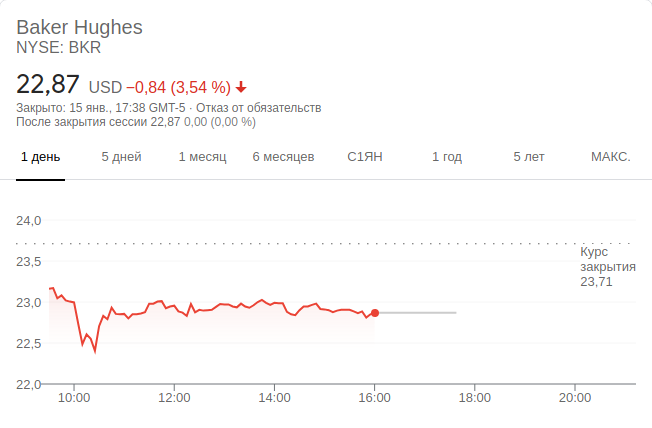 Baker Hughes
NYSE: BKR
22,87 USD −0,84 (3,54 %)
Закрыто: 15 янв., 17:38 GMT-5 · Отказ от обязательств
После закрытия сессии 22,87 0,00 (0,00 %)
1 день 5 дней 1 месяц 6 месяцев С1ЯН 1 год 5 лет МАКС.
24,0
Курс
закрытия
23,71
23,5
23,0
22,5
22,0
10:00 12:00 14:00 16:00 18:00 20:00